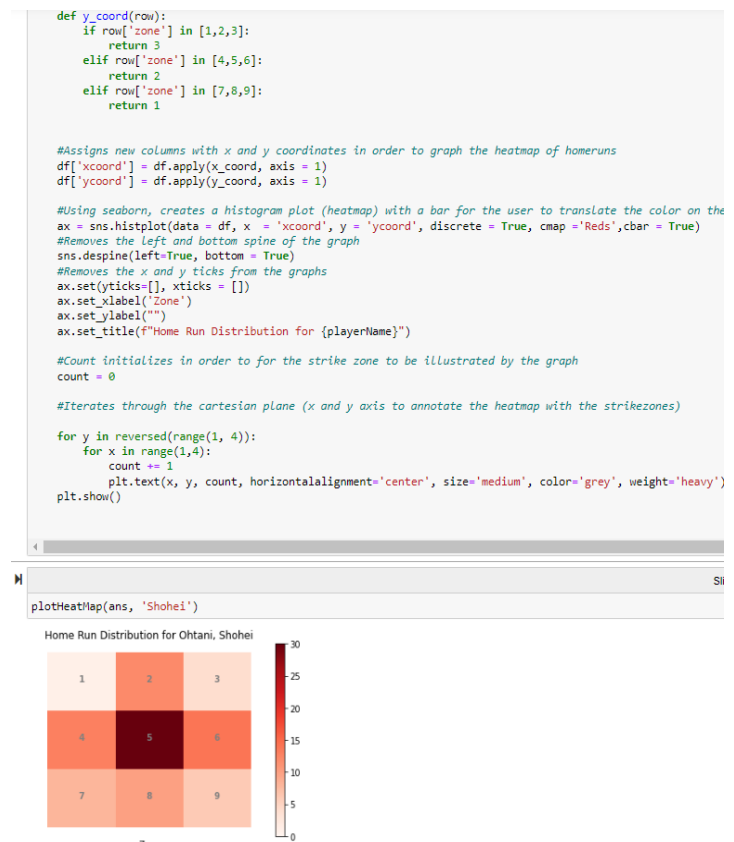 def y_coord(row):
if row['zone'] in [1,2,3]:
return 3
elif row['zone'] in [4,5,6]:
return 2
elif row['zone'] in [7,8,9]:
return 1
#Assigns new columns with x and y coordinates in order to graph the heatmap of homeruns
df['xcoord'] = df.apply(x_coord, axis = 1)
df['ycoord'] = df.apply(y_coord, axis = 1)
#Using seaborn, creates a histogram plot (heatmap) with a bar for the user to translate the color on the
ax = sns.histplot(data = df, x  = 'xcoord', y = 'ycoord', discrete = True, cmap ='Reds',cbar = True)
#Removes the left and bottom spine of the graph
sns.despine(left=True, bottom = True)
#Removes the x and y ticks from the graphs
ax.set(yticks=[], xticks = [])
ax.set_xlabel('Zone')
ax.set_ylabel("")
ax.set_title(f"Home Run Distribution for {playerName}")
#Count initializes in order to for the strike zone to be illustrated by the graph
count = 0
#Iterates through the cartesian plane (x and y axis to annotate the heatmap with the strikezones)
for y in reversed(range(1, 4)):
for x in range(1,4):
count += 1
plt.text(x, y, count, horizontalalignment='center', size='medium', color='grey', weight='heavy')
plt.show()
plotHeatMap(ans, 'Shohei')
Home Run Distribution for Ohtani, Shohei
1 2 3
4 5 6
7 8 9
30
25
20
15
10
5
0